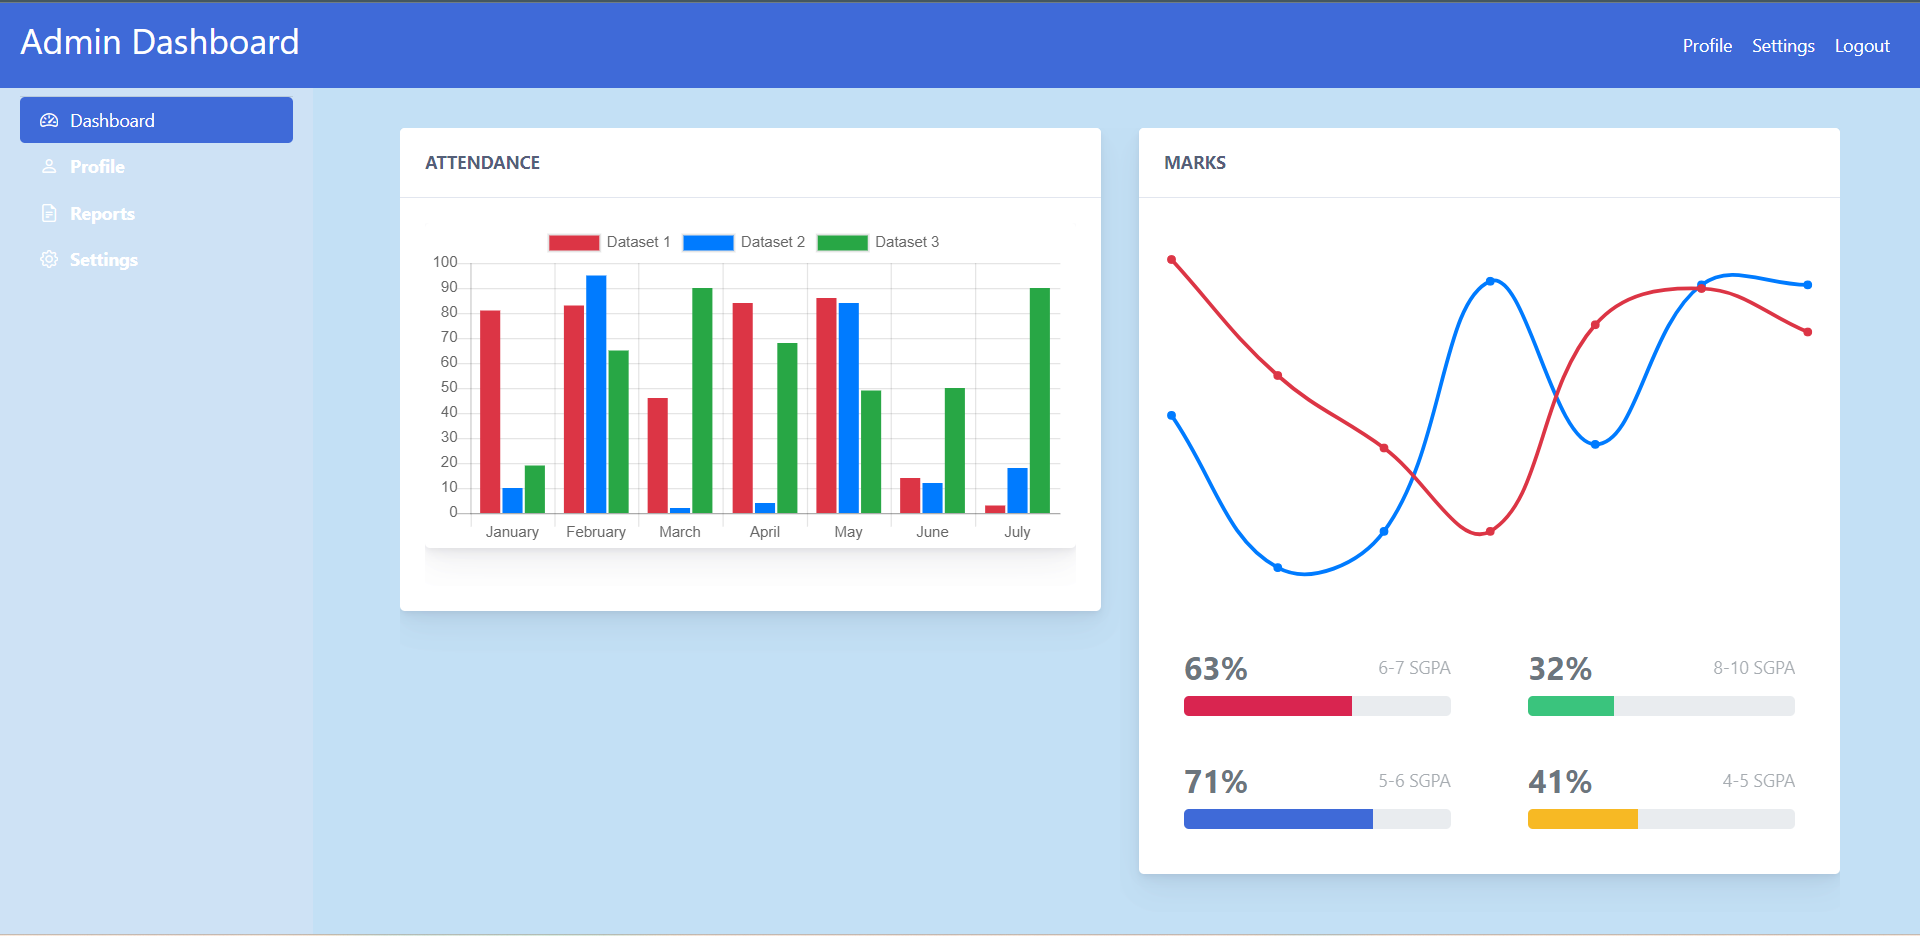 Admin Dashboard
Profile Settings Logout
Dashboard
Profile
Reports
Settings
ATTENDANCE
Dataset 1 Dataset 2 Dataset 3
100
90
80
70
60
50
40
30
20
10
0
January February March April May June July
MARKS
63% 6-7 SGPA
32% 8-10 SGPA
71% 5-6 SGPA
41% 4-5 SGPA